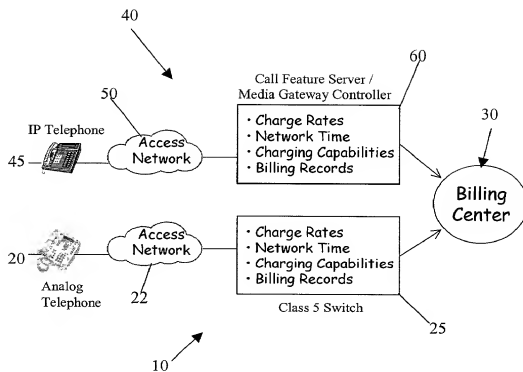 40
60
Call Feature Server /
Media Gateway Controller
50
30
IP Telephone
Access
Network
• Charge Rates
• Network Time
• Charging Capabilities
• Billing Records
45
Billing
Center
Access
Network
• Charge Rates
• Network Time
• Charging Capabilities
• Billing Records
20
Analog
Telephone
22
Class 5 Switch
25
10